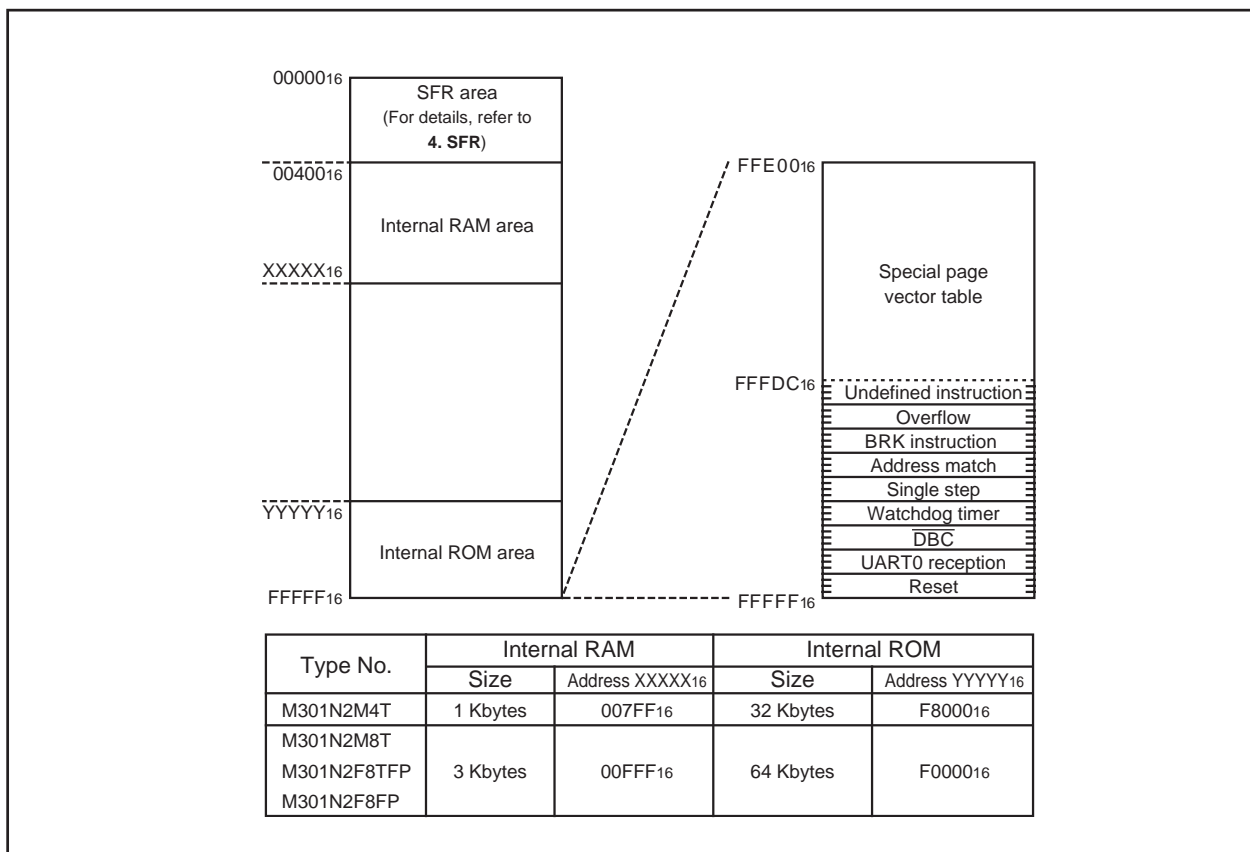 0000016
SFR area
(For details, refer to
4. SFR)
0040016
Internal RAM area
XXXXX16
YYYYY16
Internal ROM area
FFFFF16
FFE0016
Special page
vector table
FFFDC16
Undefined instruction
Overflow
BRK instruction
Address match
Single step
Watchdog timer
DBC
UART0 reception
Reset
FFFFF16
Type No. Internal RAM Internal ROM
Size Address XXXXX16 Size Address YYYYY16
M301N2M4T 1 Kbytes 007FF16 32 Kbytes F800016
M301N2M8T
M301N2F8TFP 3 Kbytes 00FFF16 64 Kbytes F000016
M301N2F8FP